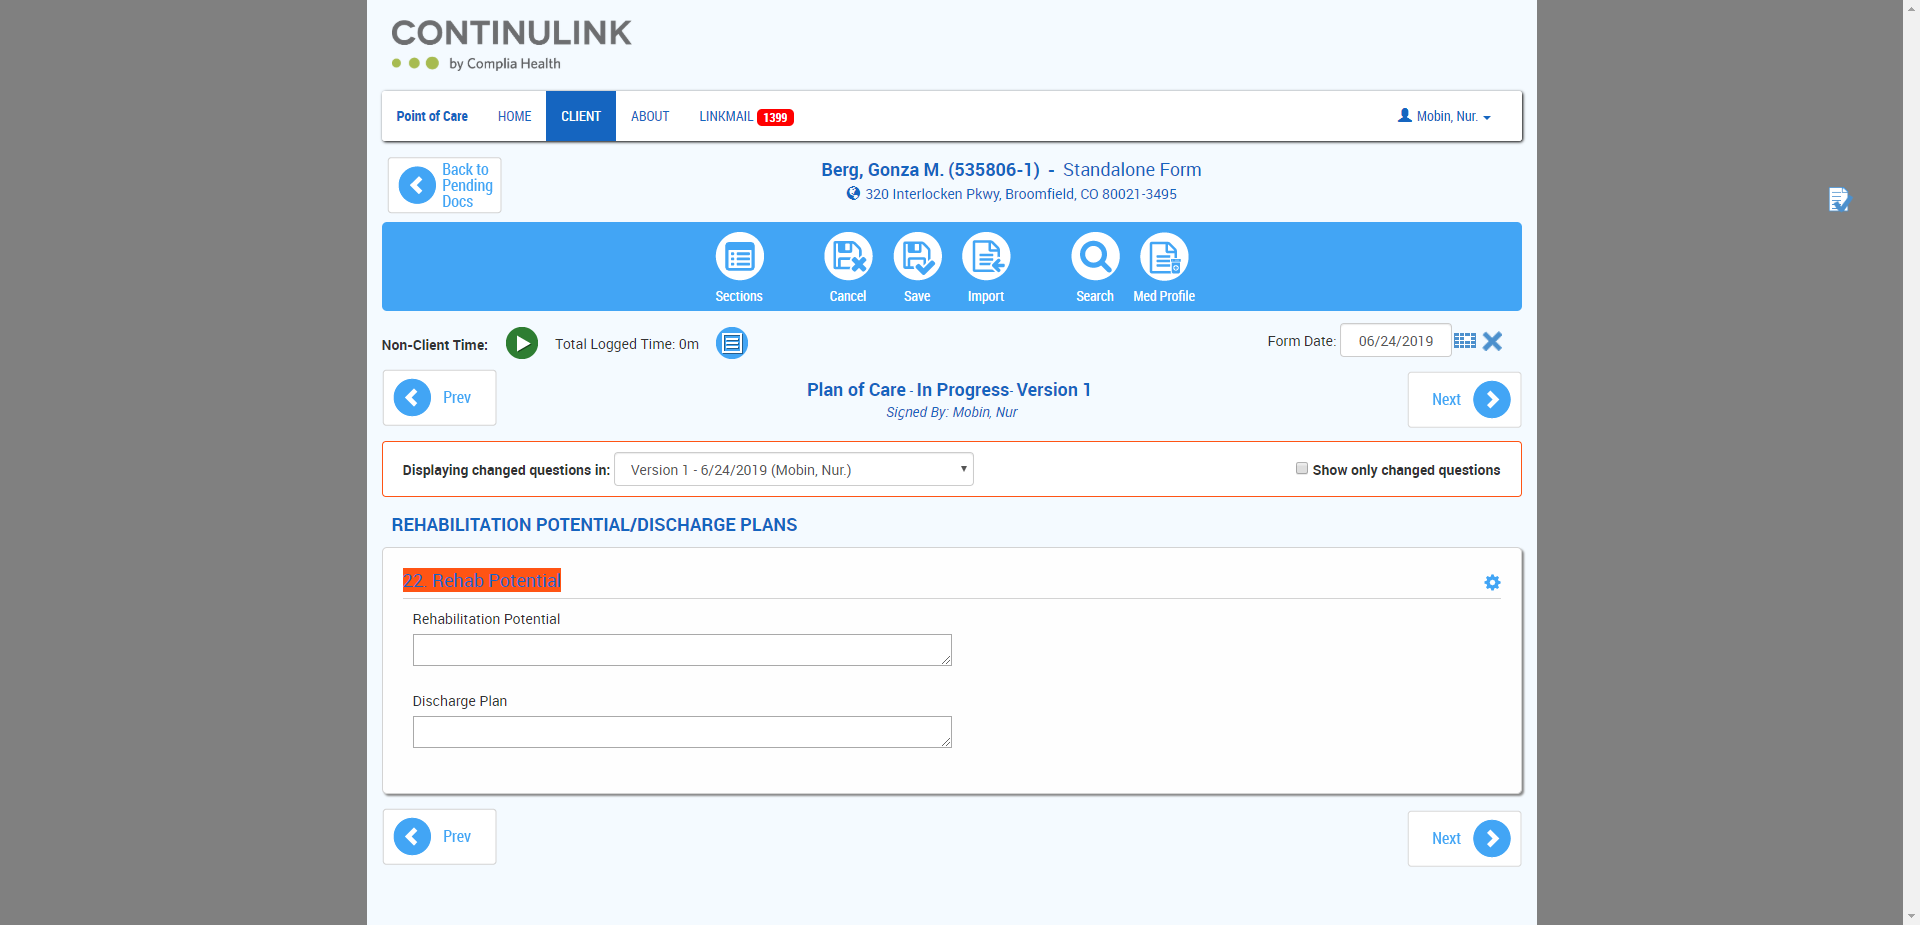 CONTINULINK
by Complia Health
Point of Care HOME CLIENT ABOUT LINKMAIL 1399 Mobin, Nur.
Back to
Pending
Docs
Berg, Gonza M. (535806-1) - Standalone Form
320 Interlocken Pkwy, Broomfield, CO 80021-3495
Sections Cancel Save Import Search Med Profile
Non-Client Time: Total Logged Time: 0m Form Date: 06/24/2019
Prev Plan of Care - In Progress- Version 1 Next
Signed By: Mobin, Nur
Displaying changed questions in: Version 1 - 6/24/2019 (Mobin, Nur.) Show only changed questions
REHABILITATION POTENTIAL/DISCHARGE PLANS
22. Rehab Potential
Rehabilitation Potential
Discharge Plan
Prev Next